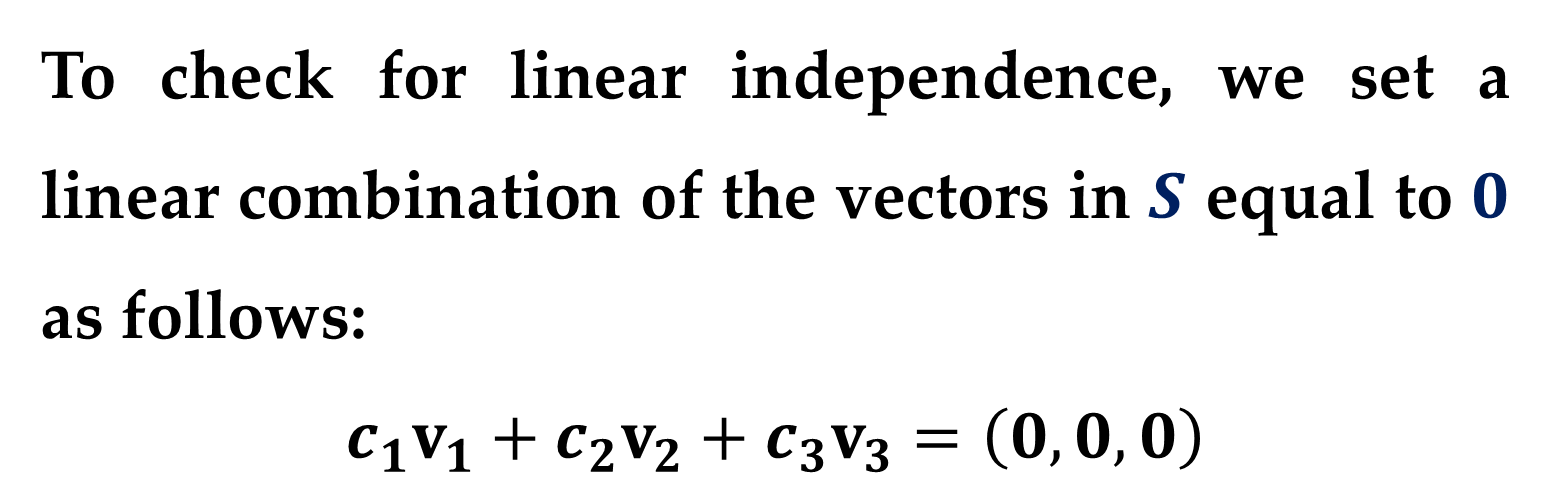 To check for linear independence, we set a
linear combination of the vectors in S equal to 0
as follows:
c₁v₁ + c₂v₂ + c₃v₃ = (0, 0, 0)